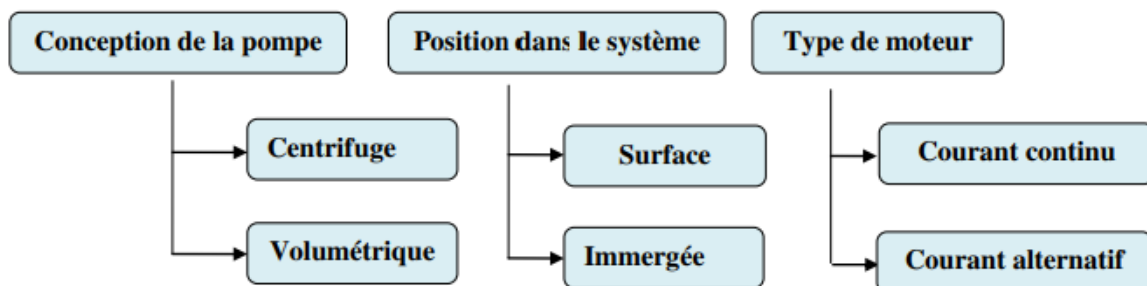 Conception de la pompe
Position dans le système
Type de moteur
Centrifuge
Surface
Courant continu
Volumétrique
Immergée
Courant alternatif